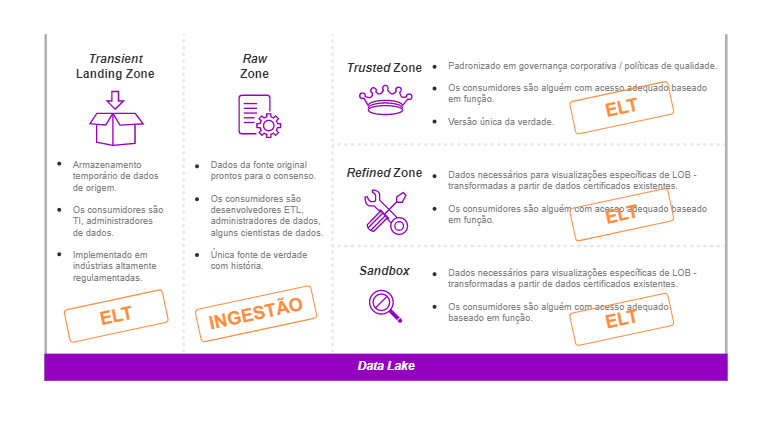 Transient
Landing Zone
Armazenamento
temporário de dados
de origem.
Os consumidores são
TI, administradores
de dados.
Implementado em
indústrias altamente
regulamentadas.
ELT
Raw
Zone
Dados da fonte original
prontos para o consenso.
Os consumidores são
desenvolvedores ETL,
administradores de dados,
alguns cientistas de dados.
Única fonte de verdade
com história.
INGESTÃO
Trusted Zone
Padronizado em governança corporativa / políticas de qualidade.
Os consumidores são alguém com acesso adequado baseado
em função.
Versão única da verdade.
ELT
Refined Zone
Dados necessários para visualizações específicas de LOB -
transformadas a partir de dados certificados existentes.
Os consumidores são alguém com acesso adequado baseado
em função.
ELT
Sandbox
Dados necessários para visualizações específicas de LOB -
transformadas a partir de dados certificados existentes.
Os consumidores são alguém com acesso adequado
baseado em função.
ELT
Data Lake